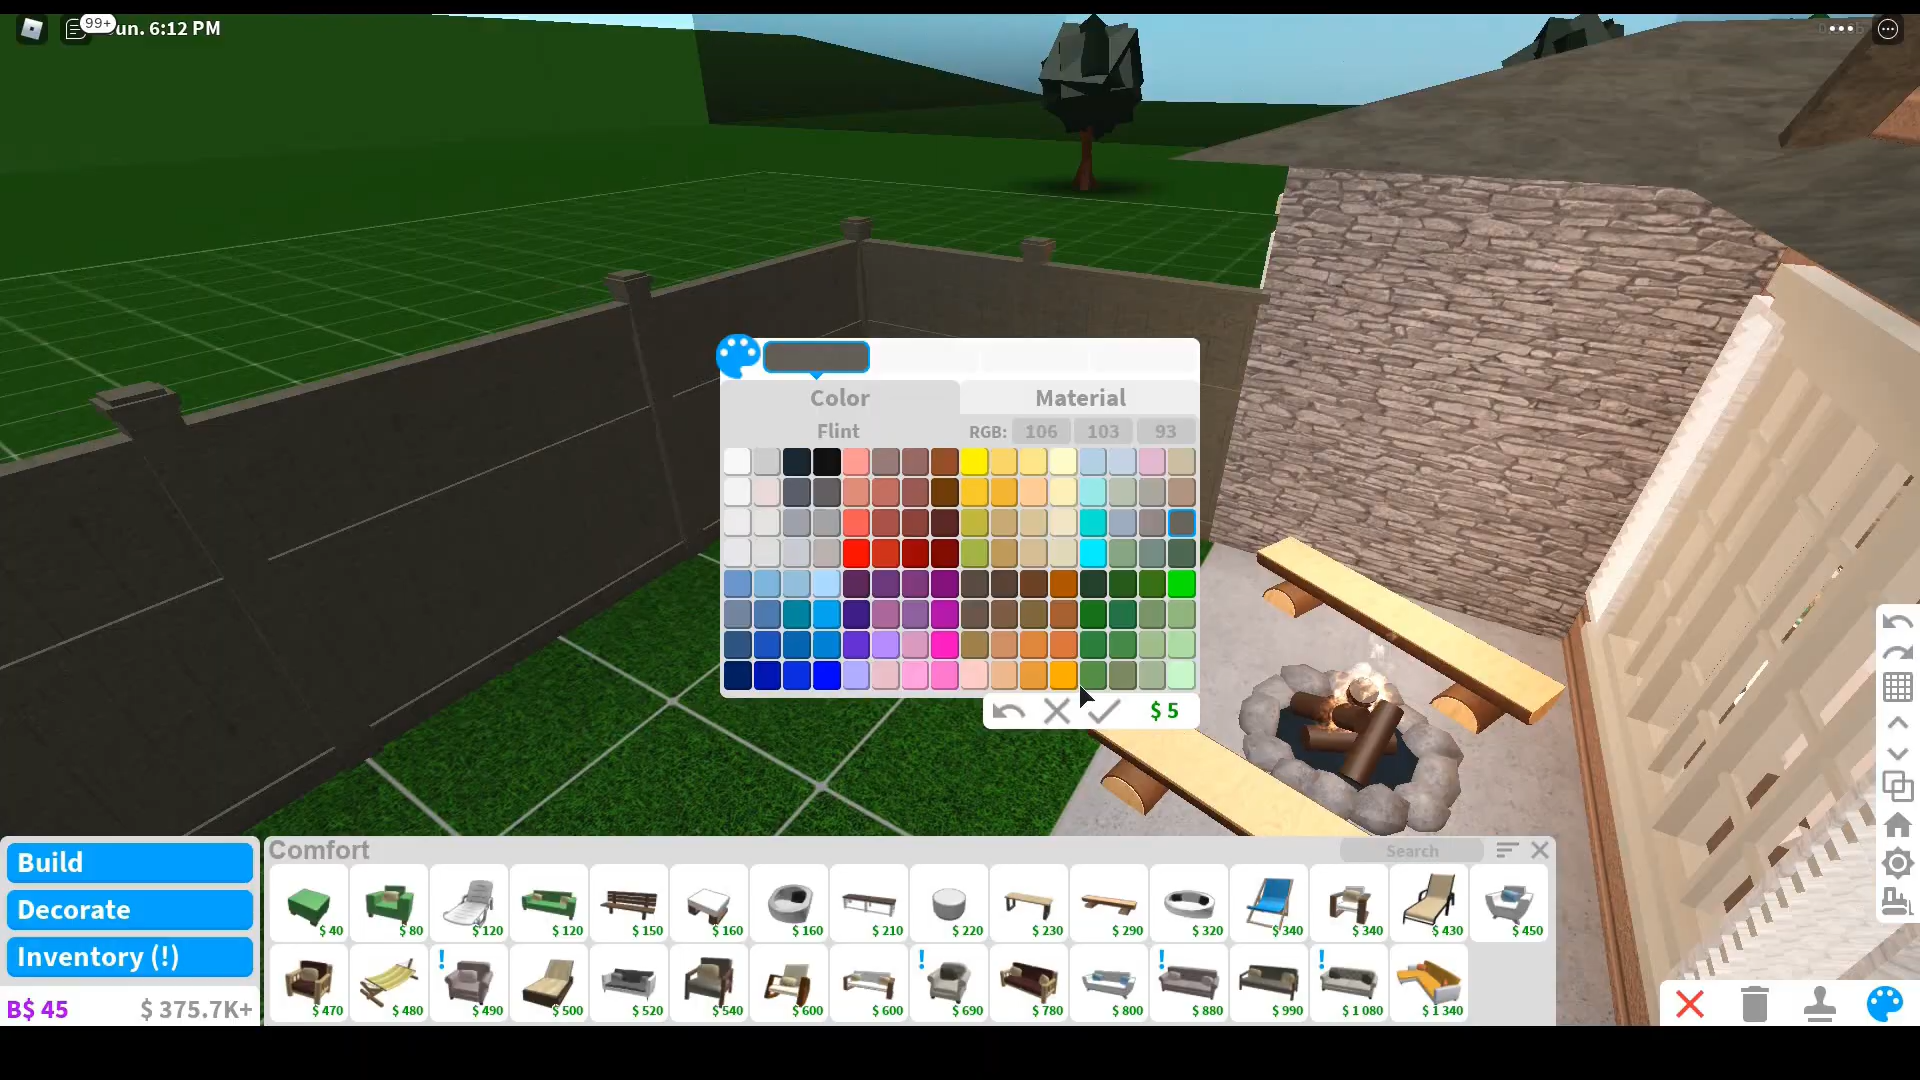 99+
un. 6:12 PM
Color
Material
Flint
RGB: 106 103 93
$ 5
Build
Decorate
Inventory (!)
B$ 45
$ 375.7K+
Comfort
Search
$ 40 $ 80 $ 120 $ 120 $ 150 $ 160 $ 160 $ 210 $ 220 $ 230 $ 290 $ 320 $ 340 $ 340 $ 430 $ 450
! ! ! !
$ 470 $ 480 $ 490 $ 500 $ 520 $ 540 $ 600 $ 600 $ 690 $ 780 $ 800 $ 880 $ 990 $ 1 080 $ 1 340